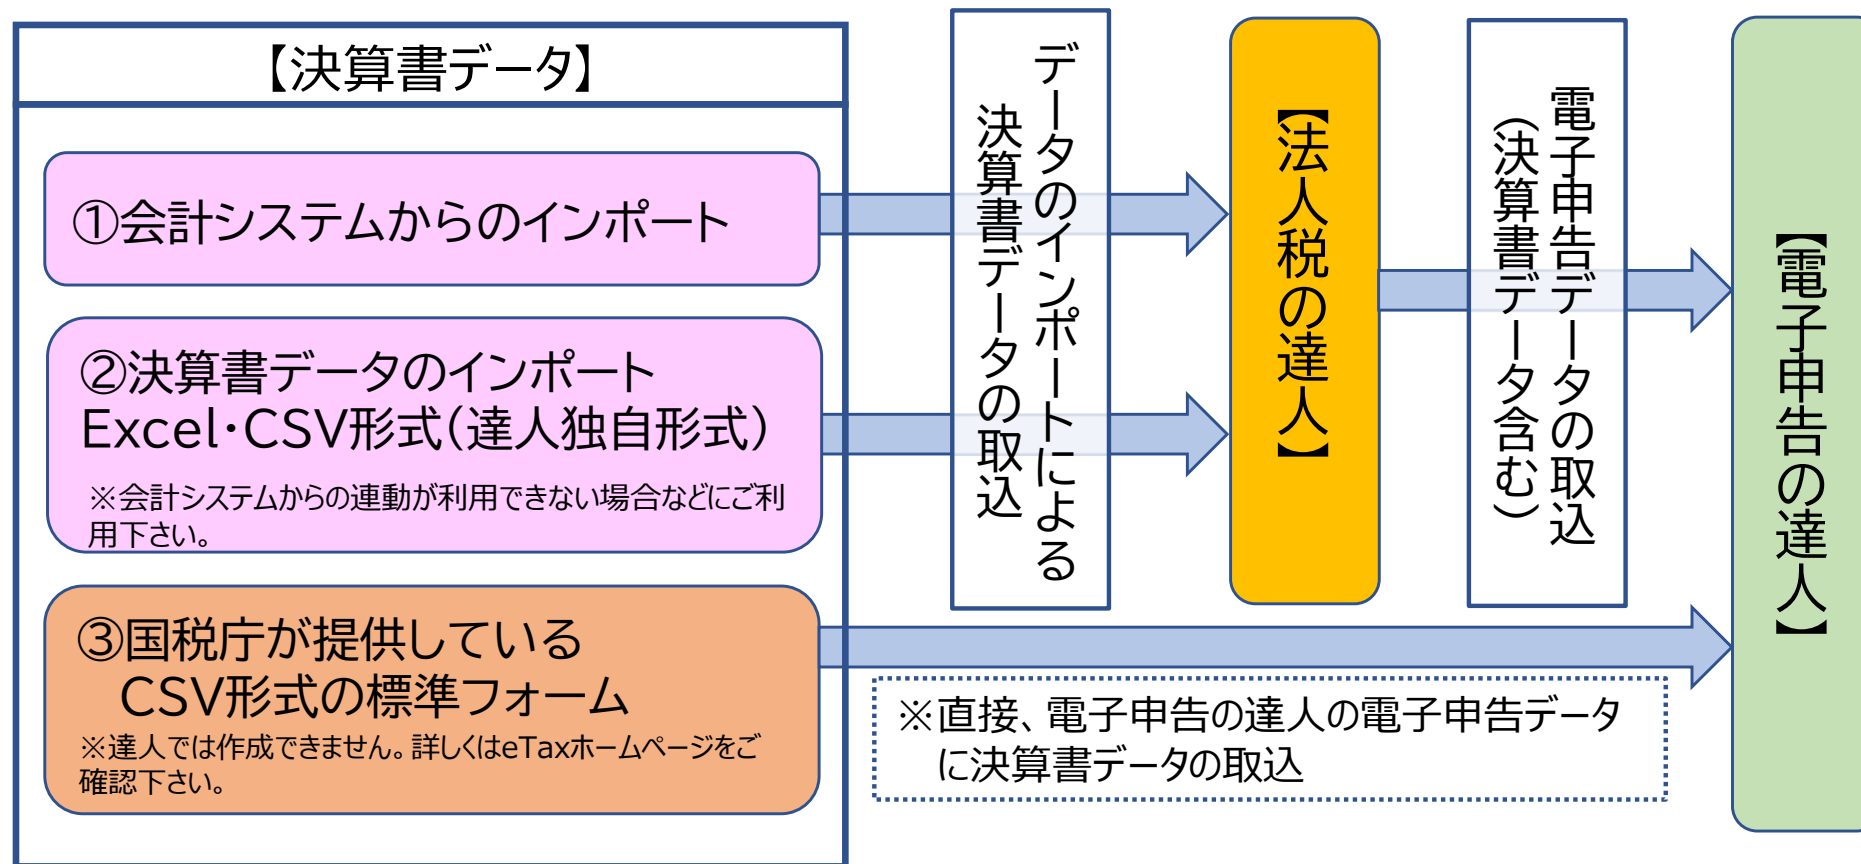 【決算書データ】
①会計システムからのインポート
②決算書データのインポート
Excel・CSV形式(達人独自形式)
※会計システムからの連動が利用できない場合などにご利
用下さい。
③国税庁が提供している
CSV形式の標準フォーム
※達人では作成できません。詳しくはeTaxホームページをご
確認下さい。
データのインポートによる
決算書データの取込
【法人税の達人】
電子申告データの取込
(決算書データ含む)
※直接、電子申告の達人の電子申告データ
に決算書データの取込
【電子申告の達人】